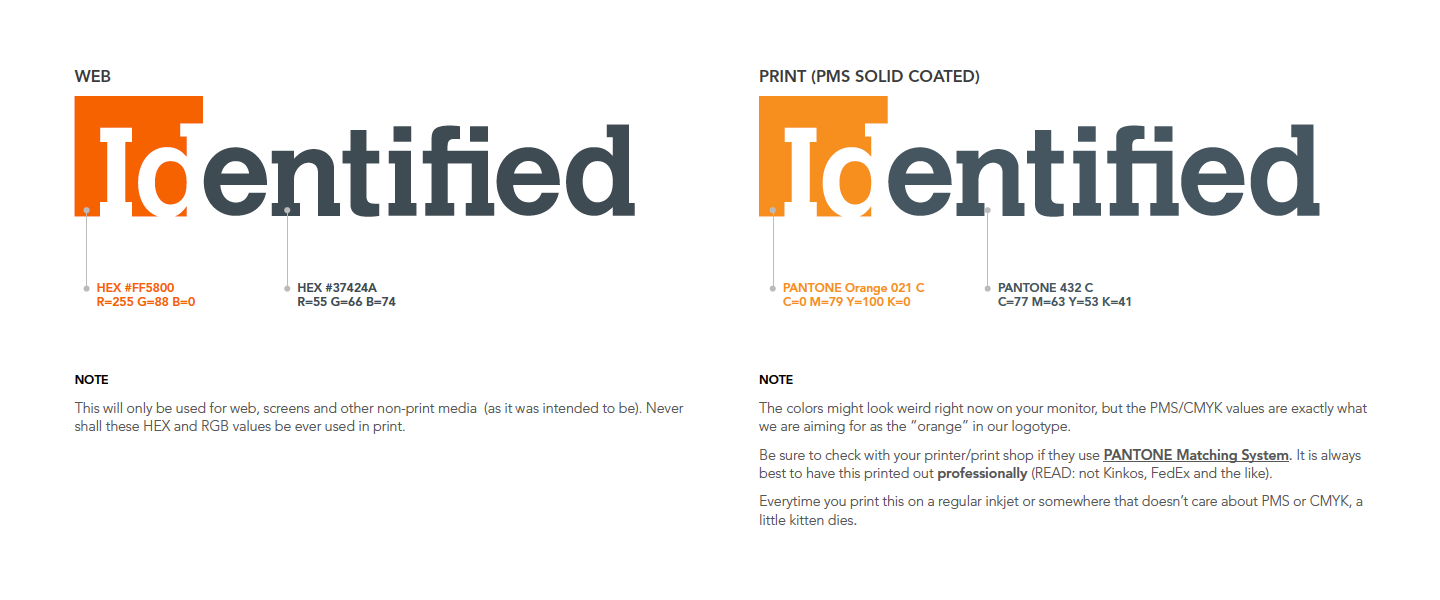 WEB
Identified
HEX #FF5800
R=255 G=88 B=0
HEX #37424A
R=55 G=66 B=74
NOTE
This will only be used for web, screens and other non-print media (as it was intended to be). Never
shall these HEX and RGB values be ever used in print.
PRINT (PMS SOLID COATED)
Identified
PANTONE Orange 021 C
C=0 M=79 Y=100 K=0
PANTONE 432 C
C=77 M=63 Y=53 K=41
NOTE
The colors might look weird right now on your monitor, but the PMS/CMYK values are exactly what
we are aiming for as the “orange” in our logotype.
Be sure to check with your printer/print shop if they use PANTONE Matching System. It is always
best to have this printed out professionally (READ: not Kinkos, FedEx and the like).
Everytime you print this on a regular inkjet or somewhere that doesn’t care about PMS or CMYK, a
little kitten dies.